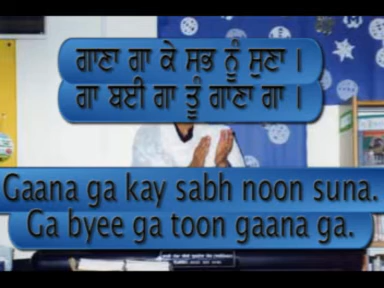 ਗਾਣਾ ਗਾ ਕੇ ਸਭ ਨੂੰ ਸੁਣਾ ।
ਗਾ ਬਈ ਗਾ ਤੂੰ ਗਾਣਾ ਗਾ ।
Gaana ga kay sabh noon suna.
Ga byee ga toon gaana ga.